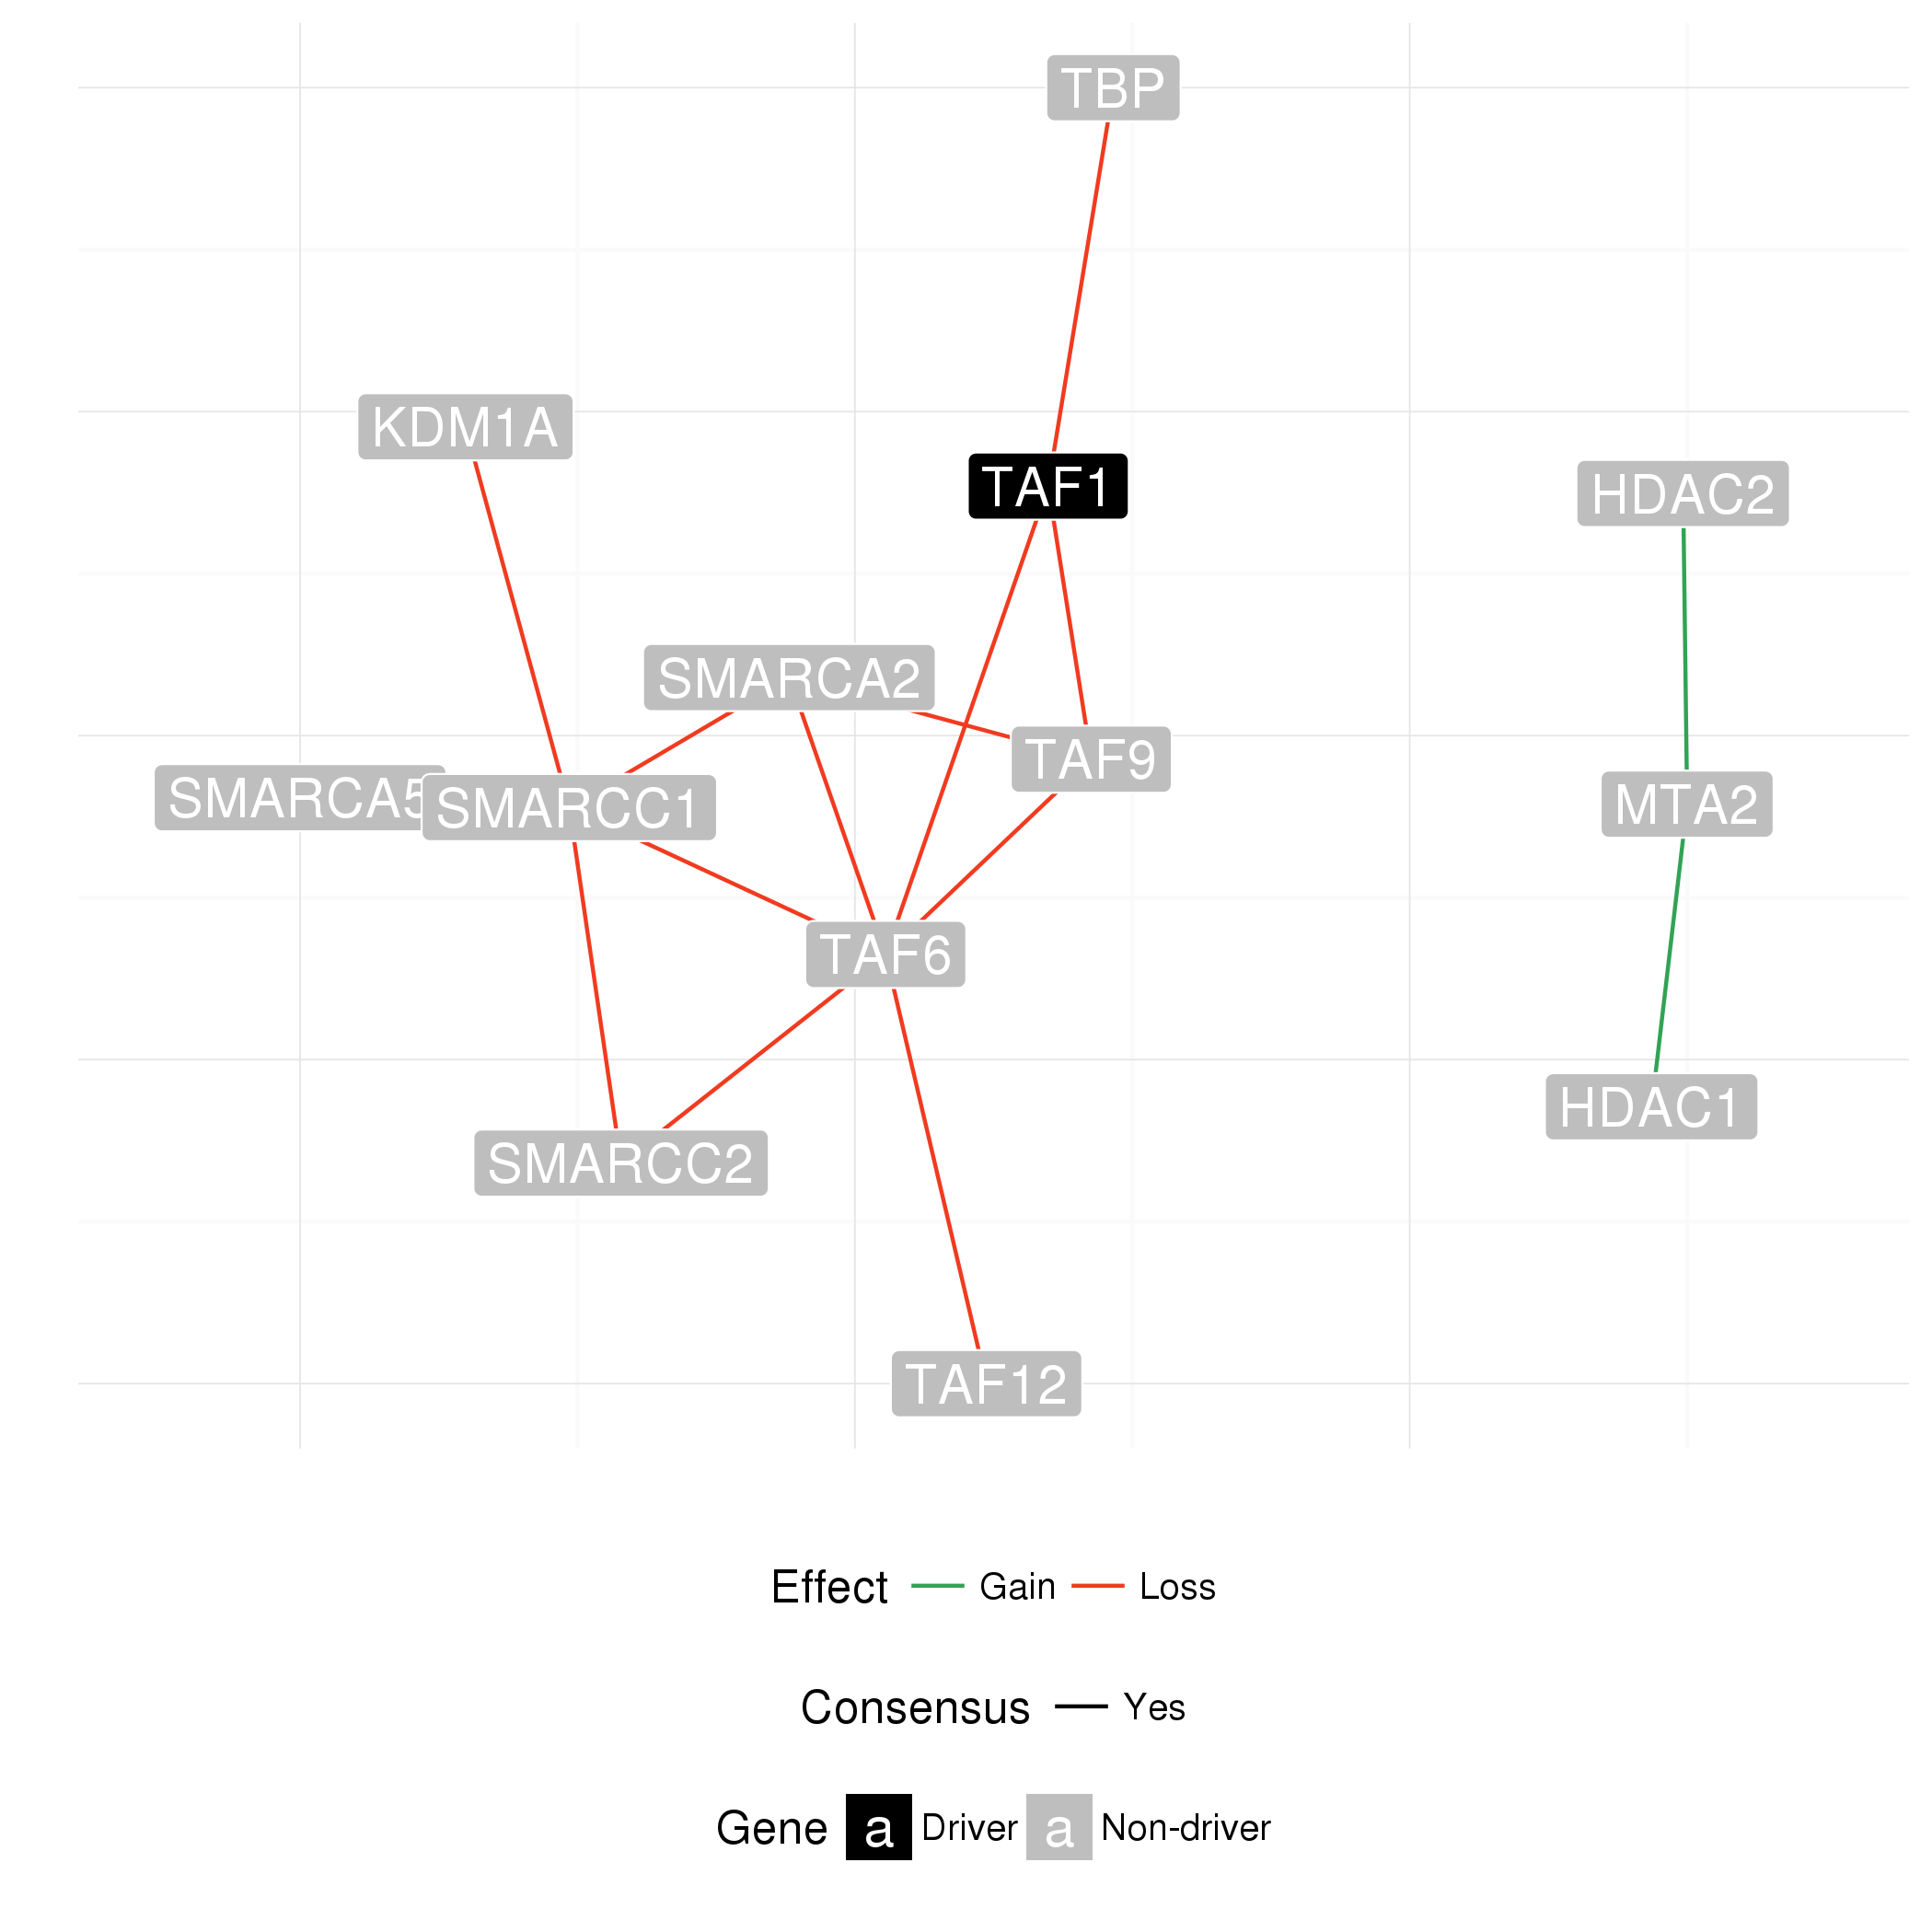 TBP
KDM1A
TAF1
HDAC2
SMARCA2
TAF9
SMARCA5
SMARCC1
MTA2
TAF6
HDAC1
SMARCC2
TAF12
Effect Gain Loss
Consensus Yes
Gene a Driver a Non-driver